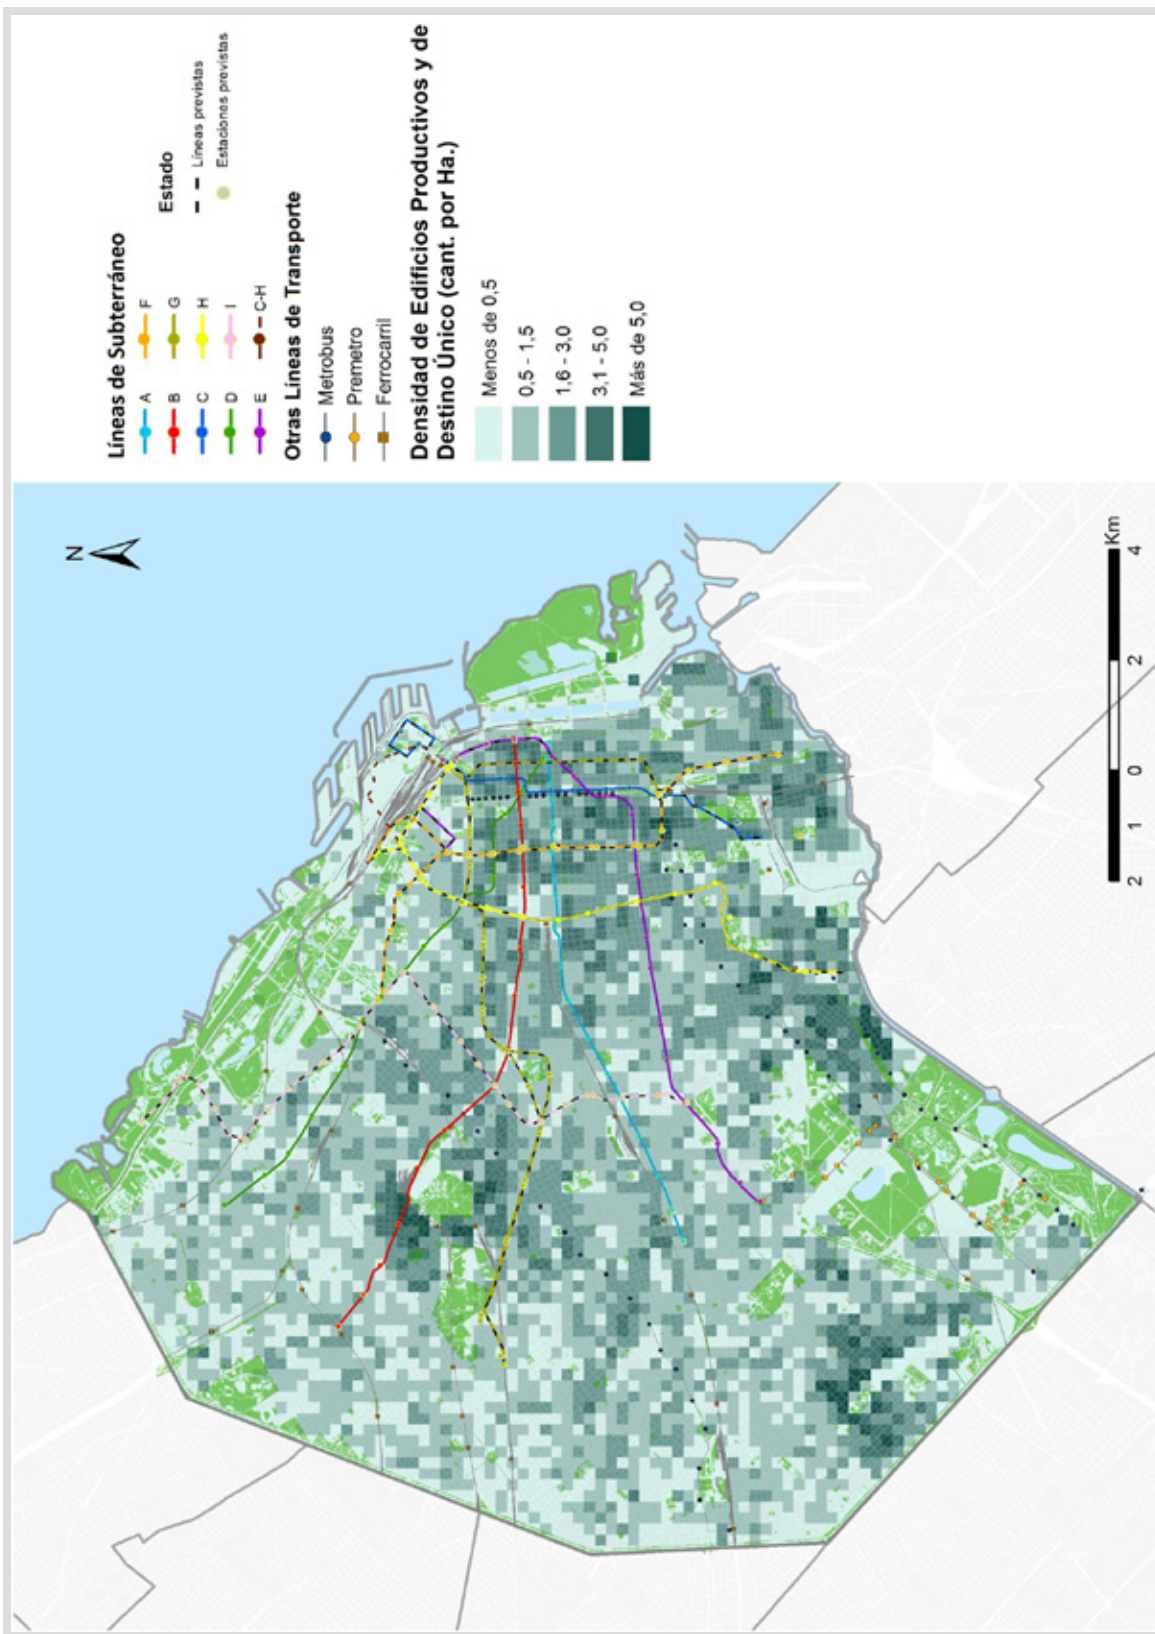 Líneas de Subterráneo
A
B
C
D
E
F
G
H
I
C-H
Estado
Líneas previstas
Estaciones previstas
Otras Líneas de Transporte
Metrobus
Premetro
Ferrocarril
Densidad de Edificios Productivos y de
Destino Único (cant. por Ha.)
Menos de 0,5
0,5 - 1,5
1,6 - 3,0
3,1 - 5,0
Más de 5,0
N
2 1 0 2 4
Km